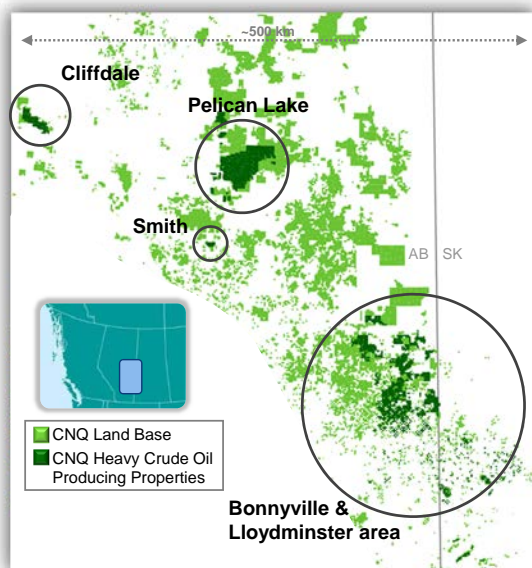 ~500 km
Cliffdale
Pelican Lake
Smith
AB SK
CNQ Land Base
CNQ Heavy Crude Oil
Producing Properties
Bonnyville &
Lloydminster area